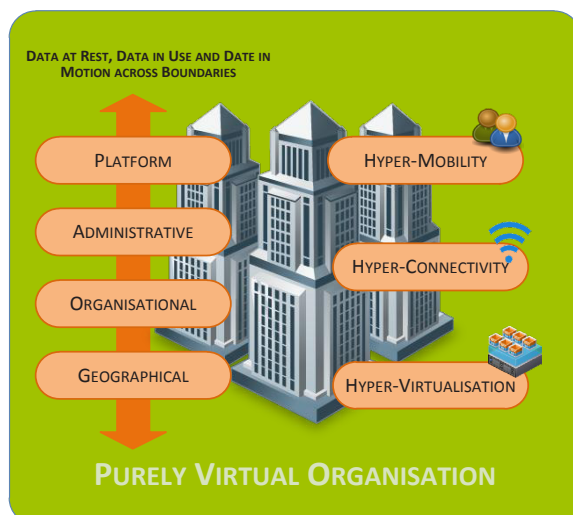 DATA AT REST, DATA IN USE AND DATE IN
MOTION ACROSS BOUNDARIES
PLATFORM
ADMINISTRATIVE
ORGANISATIONAL
GEOGRAPHICAL
HYPER-MOBILITY
HYPER-CONNECTIVITY
HYPER-VIRTUALISATION
PURELY VIRTUAL ORGANISATION